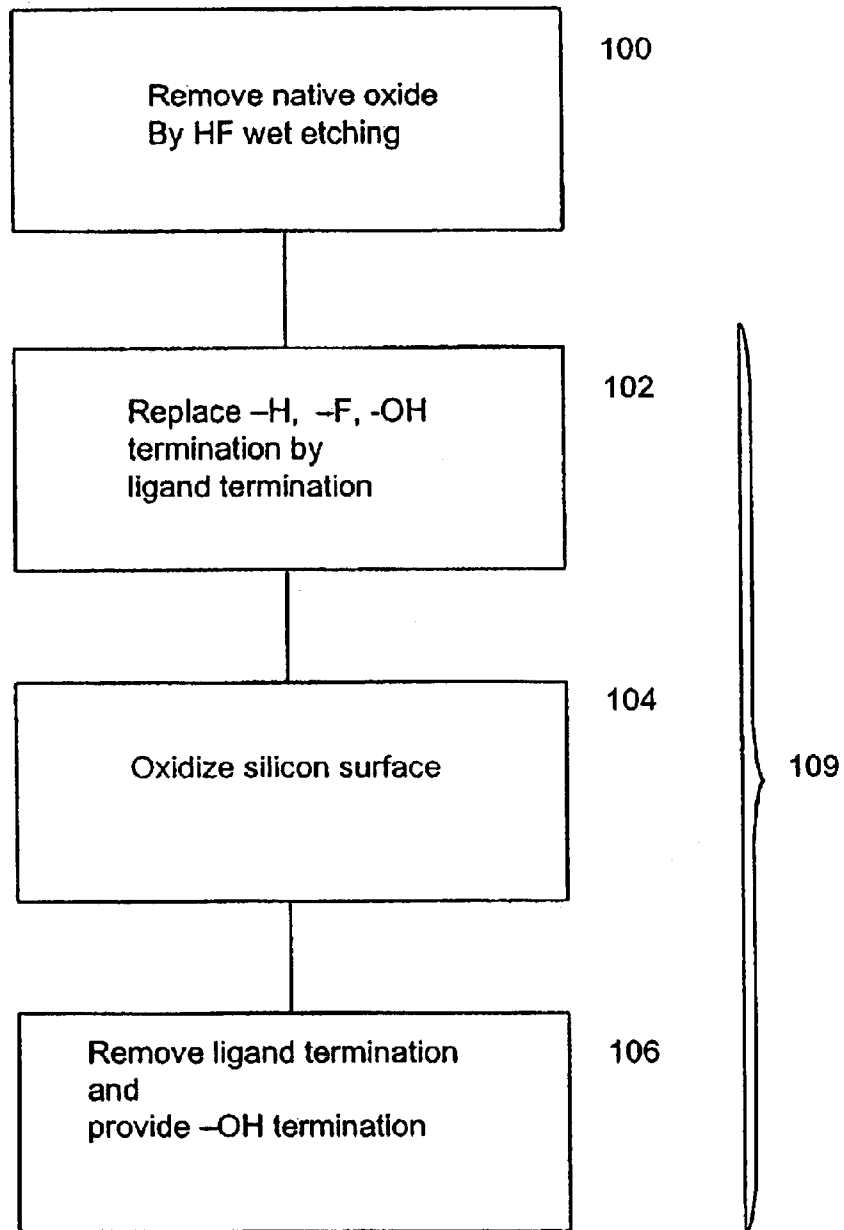 100
Remove native oxide
By HF wet etching
102
Replace –H, –F, -OH
termination by
ligand termination
104
Oxidize silicon surface
109
106
Remove ligand termination
and
provide –OH termination